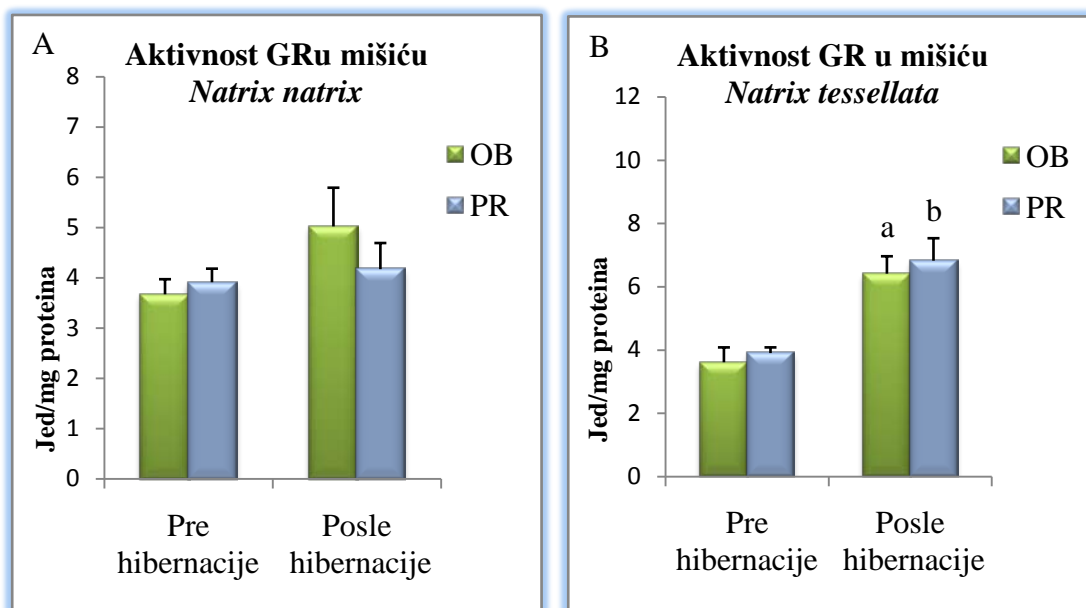 A
Aktivnost GRu mišiću
Natrix natrix
8
7
6
5
4
3
2
1
0
Jed/mg proteina
OB
PR
Pre
hibernacije
Posle
hibernacije
B
Aktivnost GR u mišiću
Natrix tessellata
12
10
8
6
4
2
0
Jed/mg proteina
a
b
OB
PR
Pre
hibernacije
Posle
hibernacije